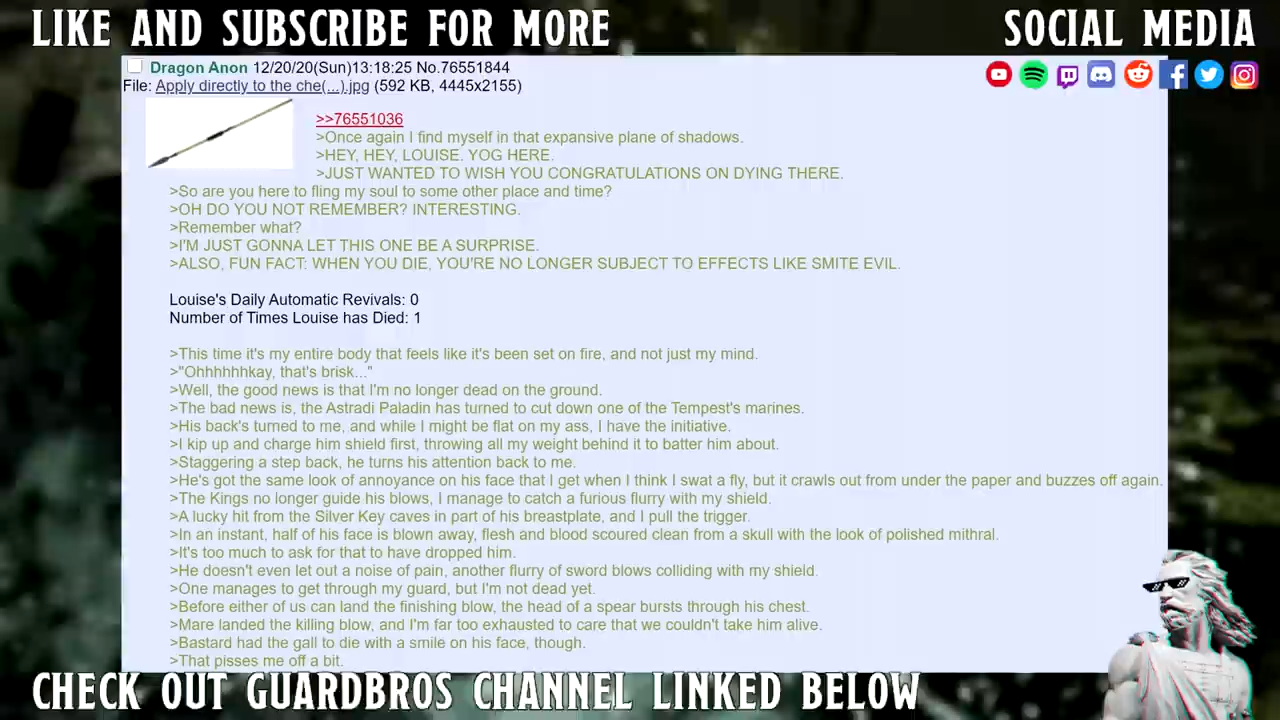 LIKE AND SUBSCRIBE FOR MORE
SOCIAL MEDIA
Dragon Anon 12/20/20(Sun)13:18:25 No.76551844
File: Apply directly to the che(...).jpg (592 KB, 4445x2155)
>>76551036
>Once again I find myself in that expansive plane of shadows.
>HEY, HEY, LOUISE. YOG HERE.
>JUST WANTED TO WISH YOU CONGRATULATIONS ON DYING THERE.
>So are you here to fling my soul to some other place and time?
>OH DO YOU NOT REMEMBER? INTERESTING.
>Remember what?
>I'M JUST GONNA LET THIS ONE BE A SURPRISE.
>ALSO, FUN FACT: WHEN YOU DIE, YOU'RE NO LONGER SUBJECT TO EFFECTS LIKE SMITE EVIL.
Louise's Daily Automatic Revivals: 0
Number of Times Louise has Died: 1
>This time it's my entire body that feels like it's been set on fire, and not just my mind.
>"Ohhhhhhkay, that's brisk..."
>Well, the good news is that I'm no longer dead on the ground.
>The bad news is, the Astradi Paladin has turned to cut down one of the Tempest's marines.
>His back's turned to me, and while I might be flat on my ass, I have the initiative.
>I kip up and charge him shield first, throwing all my weight behind it to batter him about.
>Staggering a step back, he turns his attention back to me.
>He's got the same look of annoyance on his face that I get when I think I swat a fly, but it crawls out from under the paper and buzzes off again.
>The Kings no longer guide his blows, I manage to catch a furious flurry with my shield.
>A lucky hit from the Silver Key caves in part of his breastplate, and I pull the trigger.
>In an instant, half of his face is blown away, flesh and blood scoured clean from a skull with the look of polished mithral.
>It's too much to ask for that to have dropped him.
>He doesn't even let out a noise of pain, another flurry of sword blows colliding with my shield.
>One manages to get through my guard, but I'm not dead yet.
>Before either of us can land the finishing blow, the head of a spear bursts through his chest.
>Mare landed the killing blow, and I'm far too exhausted to care that we couldn't take him alive.
>Bastard had the gall to die with a smile on his face, though.
>That pisses me off a bit.
CHECK OUT GUARDBROS CHANNEL LINKED BELOW